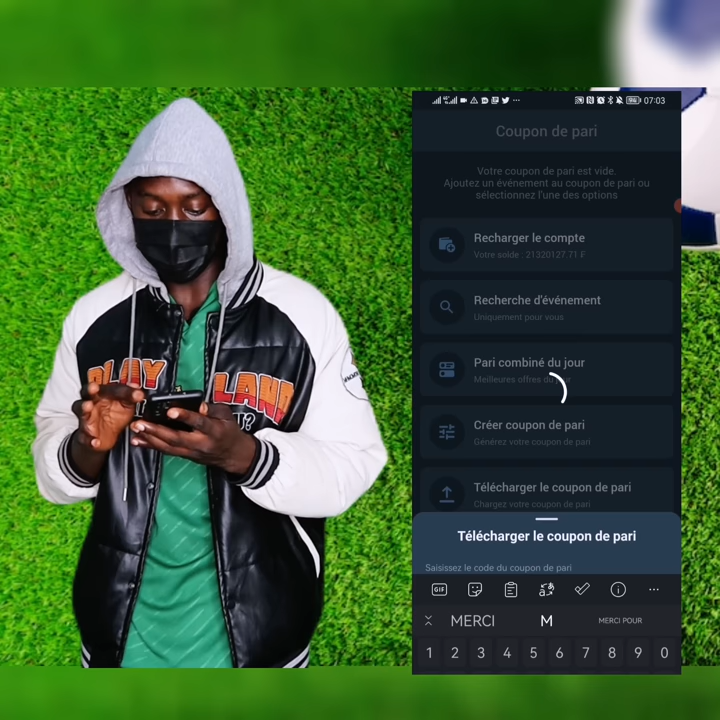 PLAY LAND
07:03
Coupon de pari
Votre coupon de pari est vide.
Ajoutez un événement au coupon de pari ou
sélectionnez l'une des options
Recharger le compte
Votre solde : 21320127.71 ₣
Recherche d'événement
Uniquement pour vous
Pari combiné du jour
Meilleures offres du jour
Créer coupon de pari
Générez votre coupon de pari
Télécharger le coupon de pari
Chargez votre coupon de pari
Télécharger le coupon de pari
Saisissez le code du coupon de pari
GIF
MERCI M MERCI POUR
1 2 3 4 5 6 7 8 9 0